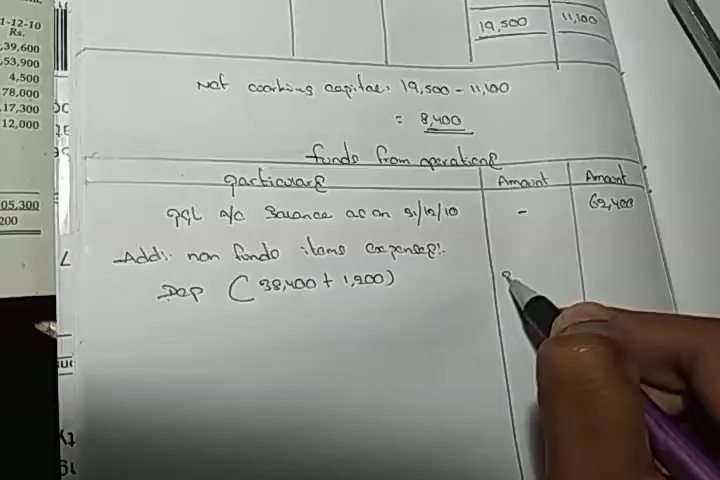 1-12-10
Rs.
39,600
53,900
4,500
78,000
17,300
12,000
05,300
200
19,500 11,100
Net working capital: 19,500 - 11,100
= 8,400
Funds from operations
Particulars Amount Amount
P&L A/c Balance as on 31/12/10 - 62,400
Add: non funds items expenses:-
Dep (38,400 + 1,200)